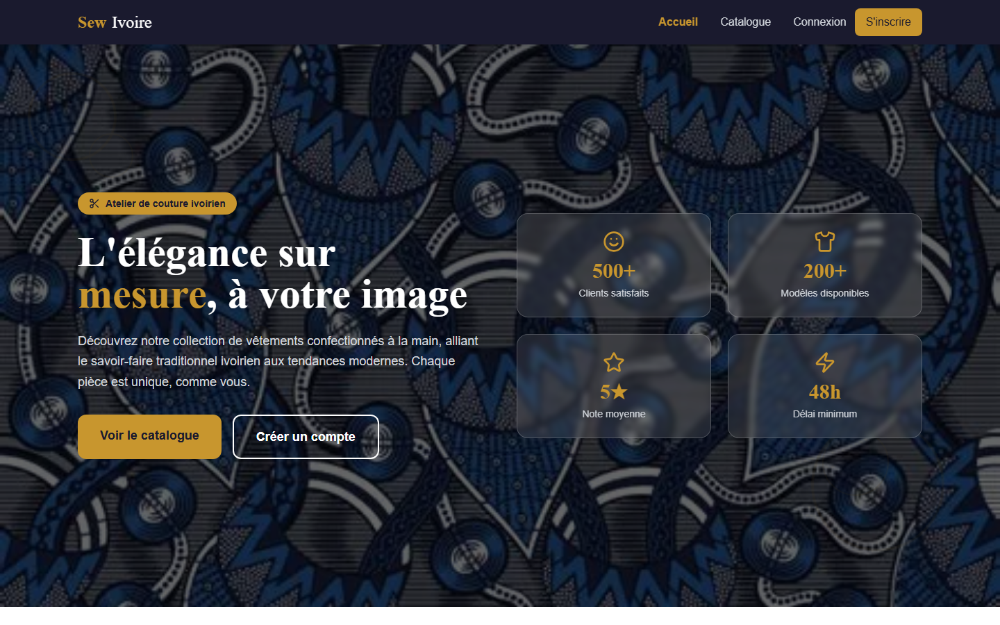 Sew Ivoire
Accueil
Catalogue
Connexion
S'inscrire
Atelier de couture ivoirien
L'élégance sur
mesure, à votre image
Découvrez notre collection de vêtements confectionnés à la main, alliant
le savoir-faire traditionnel ivoirien aux tendances modernes. Chaque
pièce est unique, comme vous.
Voir le catalogue
Créer un compte
500+
Clients satisfaits
200+
Modèles disponibles
5★
Note moyenne
48h
Délai minimum